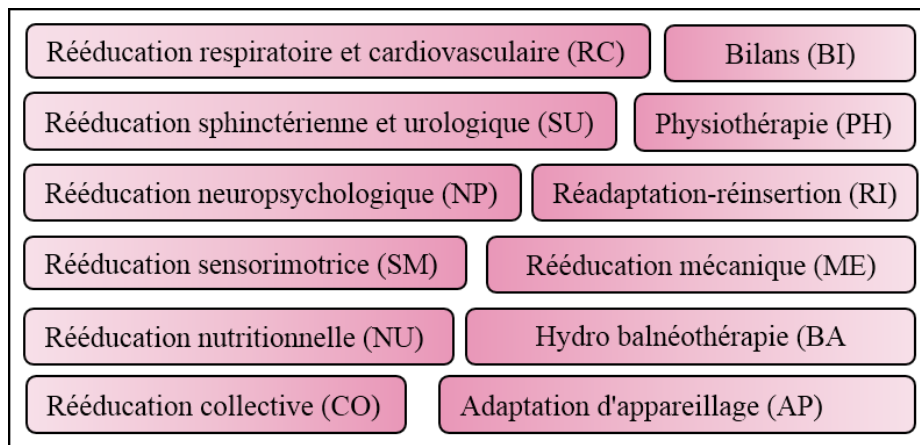 Rééducation respiratoire et cardiovasculaire (RC) Bilans (BI)
Rééducation sphinctérienne et urologique (SU) Physiothérapie (PH)
Rééducation neuropsychologique (NP) Réadaptation-réinsertion (RI)
Rééducation sensorimotrice (SM) Rééducation mécanique (ME)
Rééducation nutritionnelle (NU) Hydro balnéothérapie (BA
Rééducation collective (CO) Adaptation d'appareillage (AP)